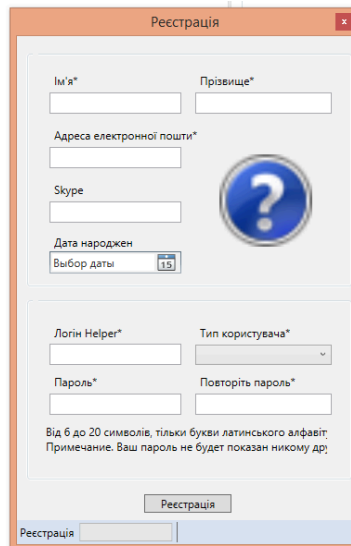 Реєстрація
x
Ім'я*
Прізвище*
Адреса електронної пошти*
Skype
?
Дата народжен
Выбор даты
15
Логін Helper*
Тип користувача*
Пароль*
Повторіть пароль*
Від 6 до 20 символів, тільки букви латинського алфавіт
Примечание. Ваш пароль не будет показан никому дру
Реєстрація
Реєстрація